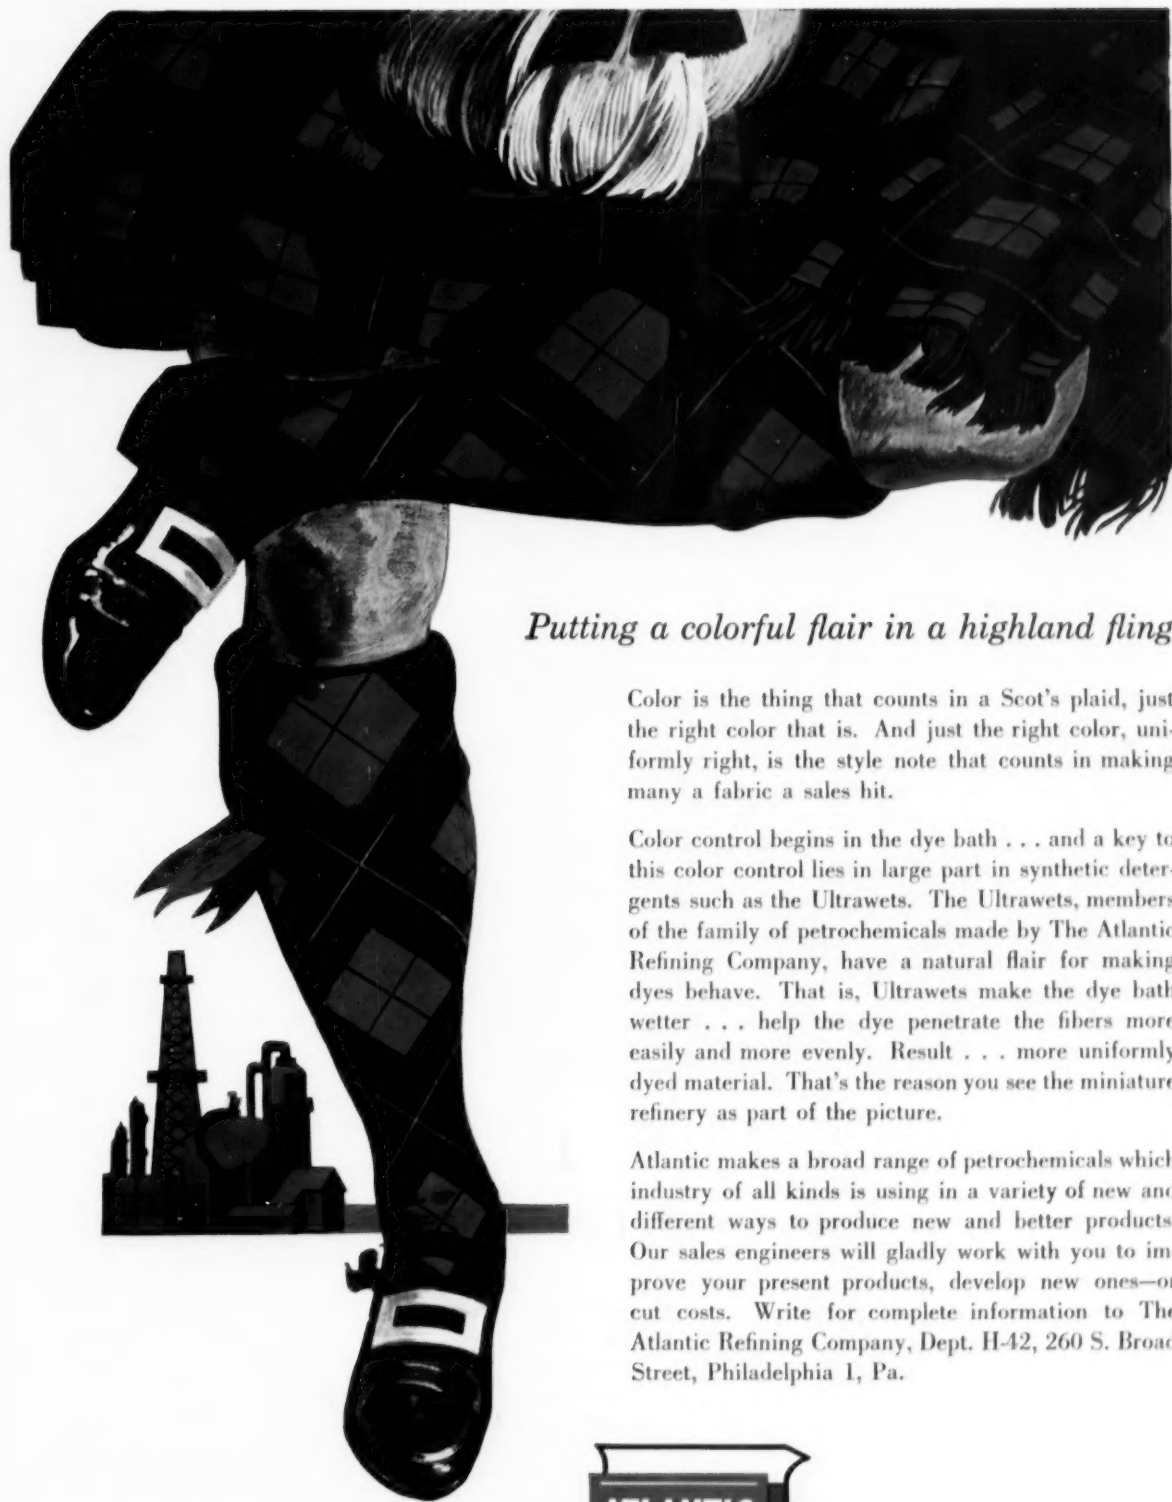 Putting a colorful flair in a highland fling
Color is the thing that counts in a Scot's plaid, just
the right color that is. And just the right color, uni-
formly right, is the style note that counts in making
many a fabric a sales hit.
Color control begins in the dye bath . . . and a key to
this color control lies in large part in synthetic deter-
gents such as the Ultrawets. The Ultrawets, members
of the family of petrochemicals made by The Atlantic
Refining Company, have a natural flair for making
dyes behave. That is, Ultrawets make the dye bath
wetter . . . help the dye penetrate the fibers more
easily and more evenly. Result . . . more uniformly
dyed material. That's the reason you see the miniature
refinery as part of the picture.
Atlantic makes a broad range of petrochemicals which
industry of all kinds is using in a variety of new and
different ways to produce new and better products
Our sales engineers will gladly work with you to im
prove your present products, develop new ones—or
cut costs. Write for complete information to The
Atlantic Refining Company, Dept. H-42, 260 S. Broad
Street, Philadelphia 1, Pa.
ATLANTIC